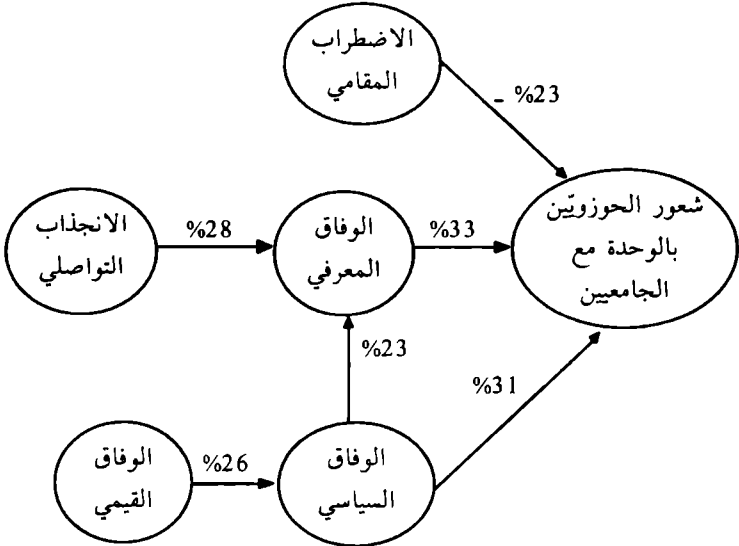 الاضطراب
المقامي
- %23
شعور الحوزويّين
بالوحدة مع
الجامعيين
الانجذاب
التواصلي
%28
الوفاق
المعرفي
%33
%23
%31
الوفاق
القيمي
%26
الوفاق
السياسي